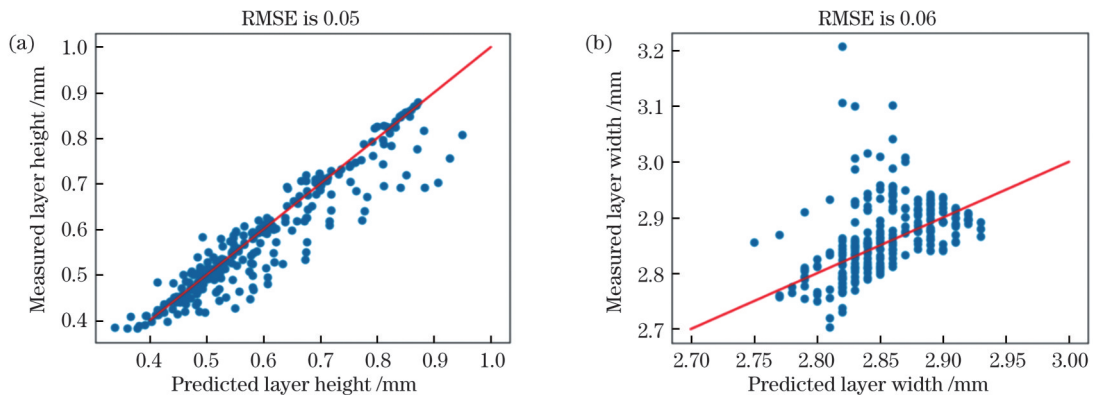 RMSE is 0.05
(a)
1.0
0.9
0.8
0.7
0.6
0.5
0.4
Measured layer height /mm
0.4 0.5 0.6 0.7 0.8 0.9 1.0
Predicted layer height /mm
RMSE is 0.06
(b)
3.2
3.1
3.0
2.9
2.8
2.7
Measured layer width /mm
2.70 2.75 2.80 2.85 2.90 2.95 3.00
Predicted layer width /mm